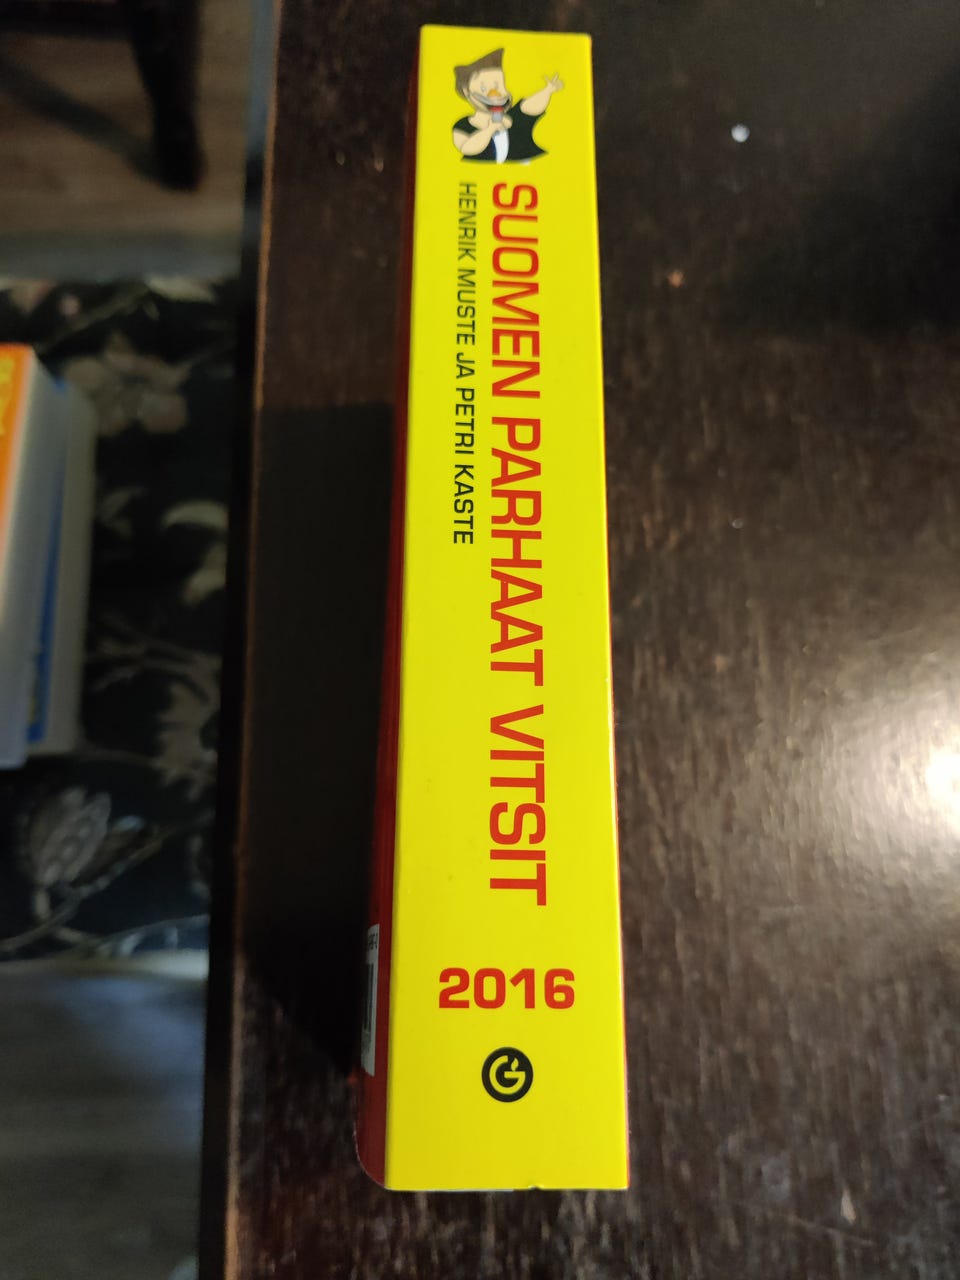 SUOMEN PARHAAT VITSIT
HENRIK MUSTE JA PETRI KASTE
2016
G